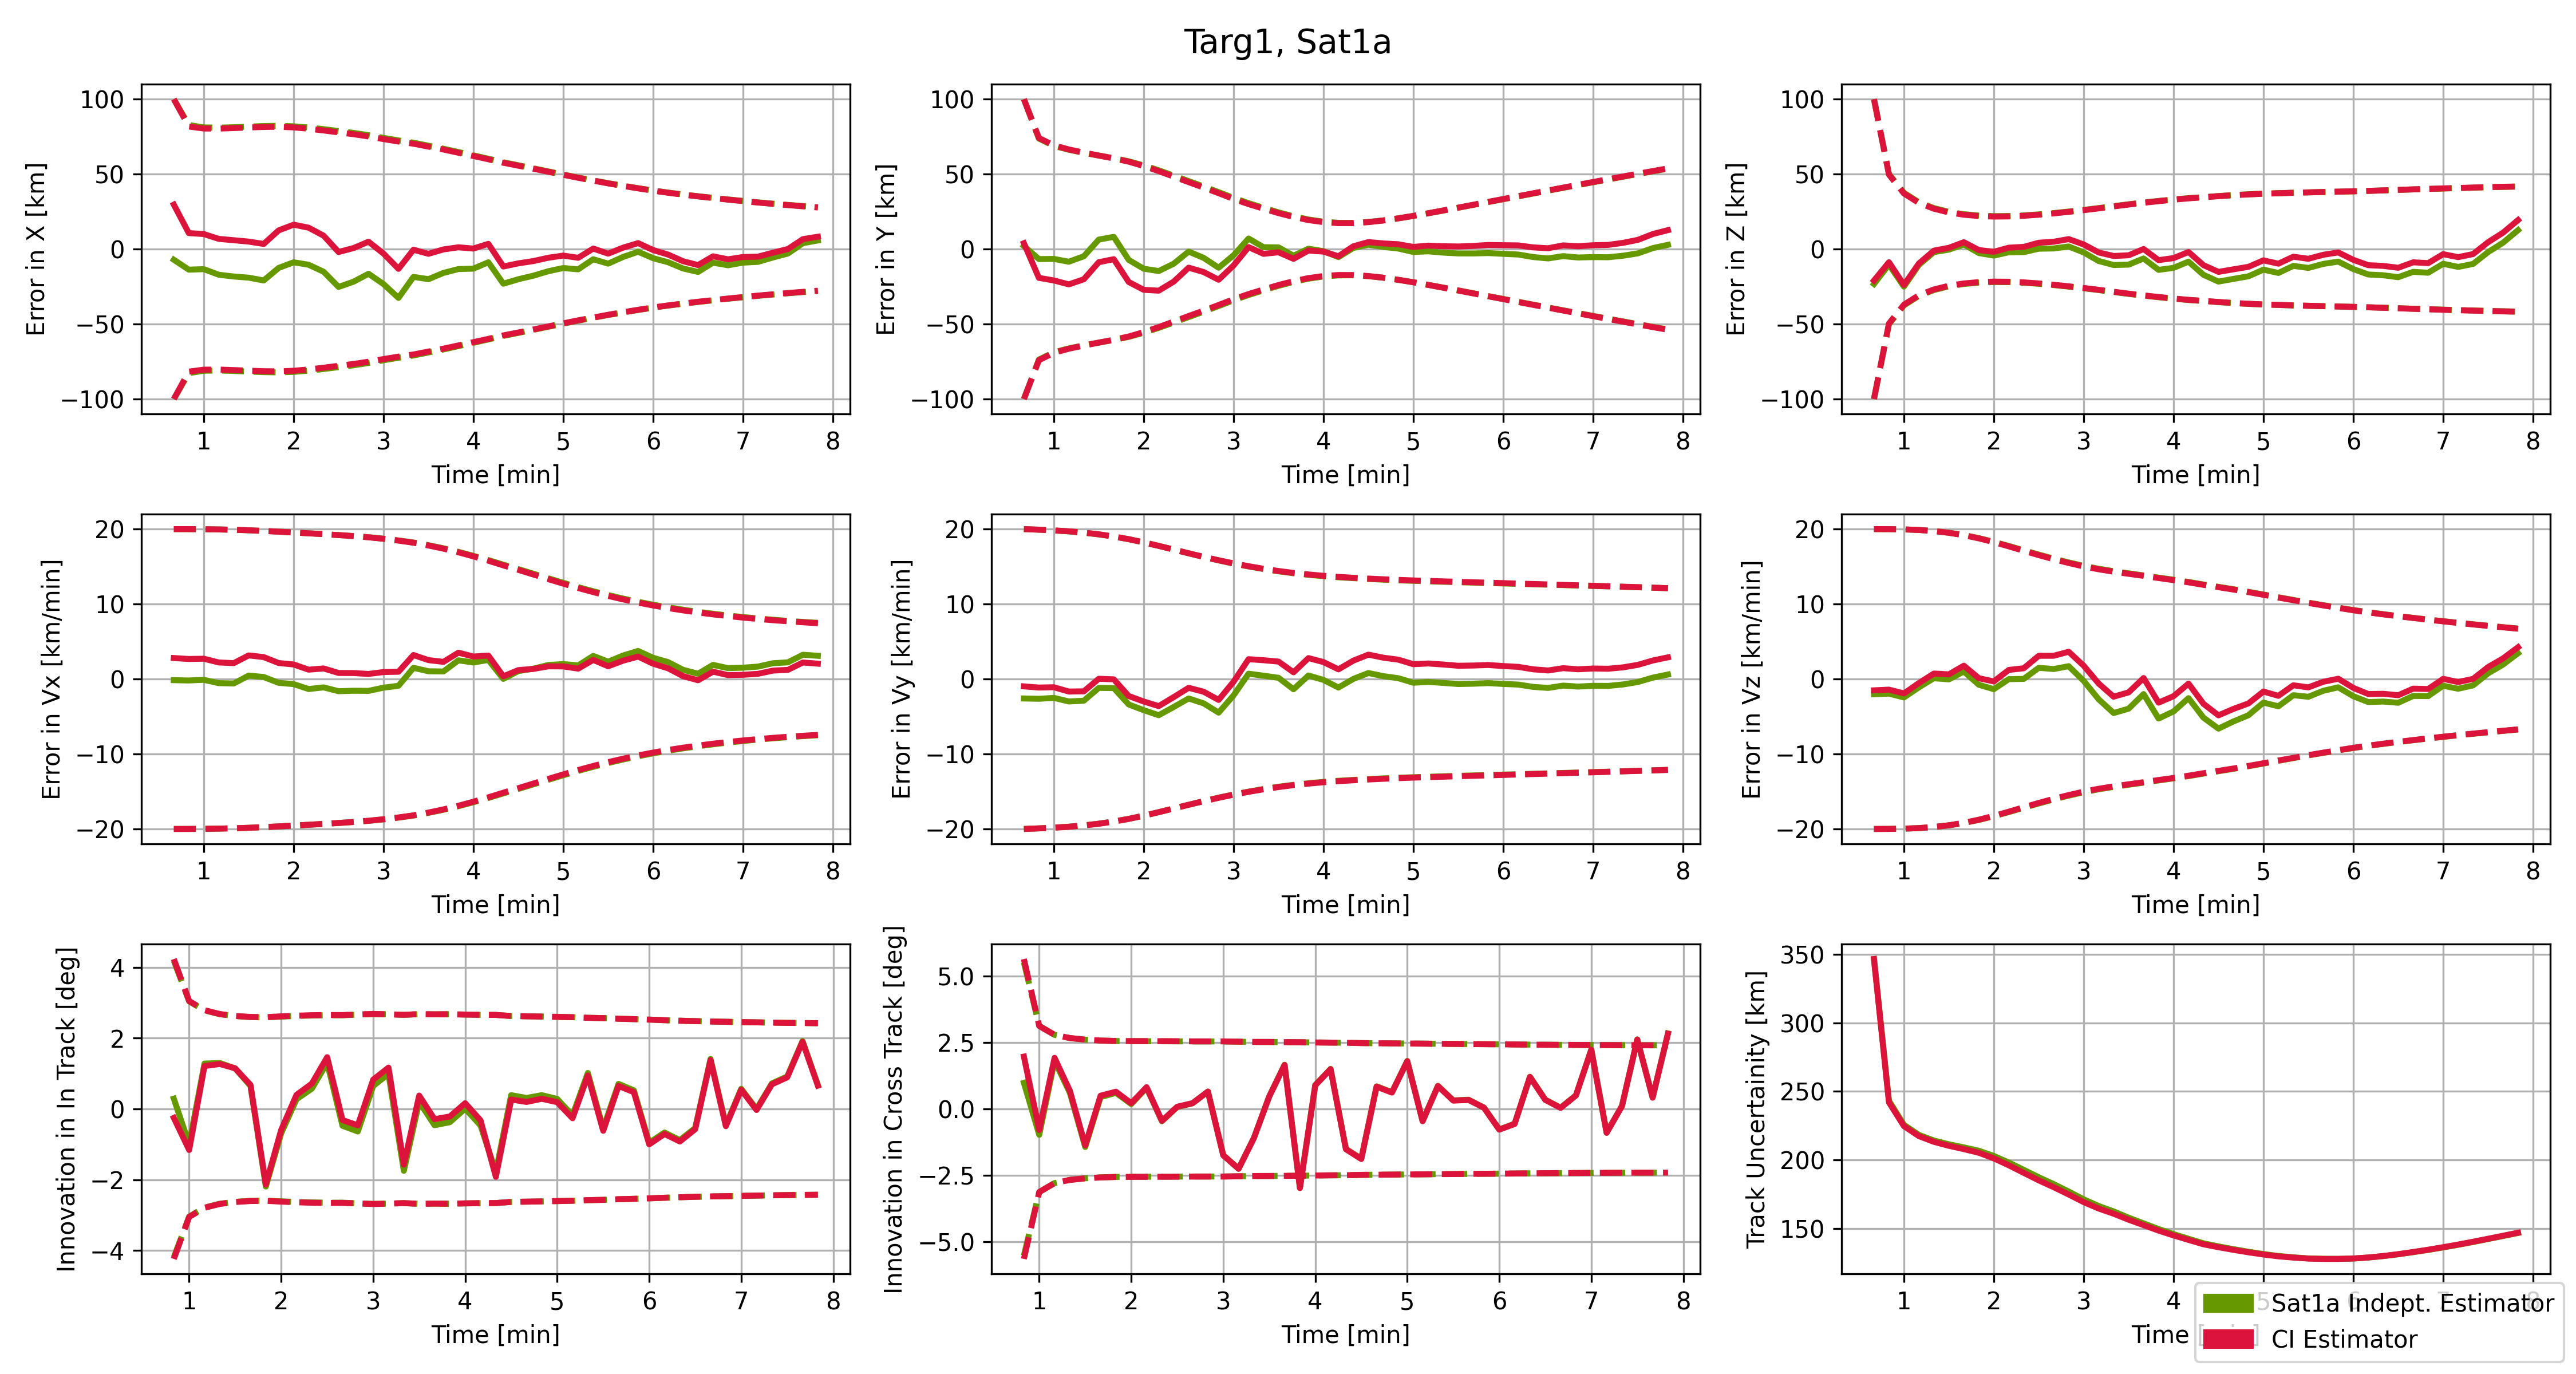 Targ1, Sat1a
Error in X [km]
100
50
0
−50
−100
1 2 3 4 5 6 7 8
Time [min]
Error in Y [km]
100
50
0
−50
−100
1 2 3 4 5 6 7 8
Time [min]
Error in Z [km]
100
50
0
−50
−100
1 2 3 4 5 6 7 8
Time [min]
Error in Vx [km/min]
20
10
0
−10
−20
1 2 3 4 5 6 7 8
Time [min]
Error in Vy [km/min]
20
10
0
−10
−20
1 2 3 4 5 6 7 8
Time [min]
Error in Vz [km/min]
20
10
0
−10
−20
1 2 3 4 5 6 7 8
Time [min]
Innovation in In Track [deg]
4
2
0
−2
−4
1 2 3 4 5 6 7 8
Time [min]
Innovation in Cross Track [deg]
5.0
2.5
0.0
−2.5
−5.0
1 2 3 4 5 6 7 8
Time [min]
Track Uncertainity [km]
350
300
250
200
150
1 2 3 4
Time
Sat1a Indept. Estimator
CI Estimator